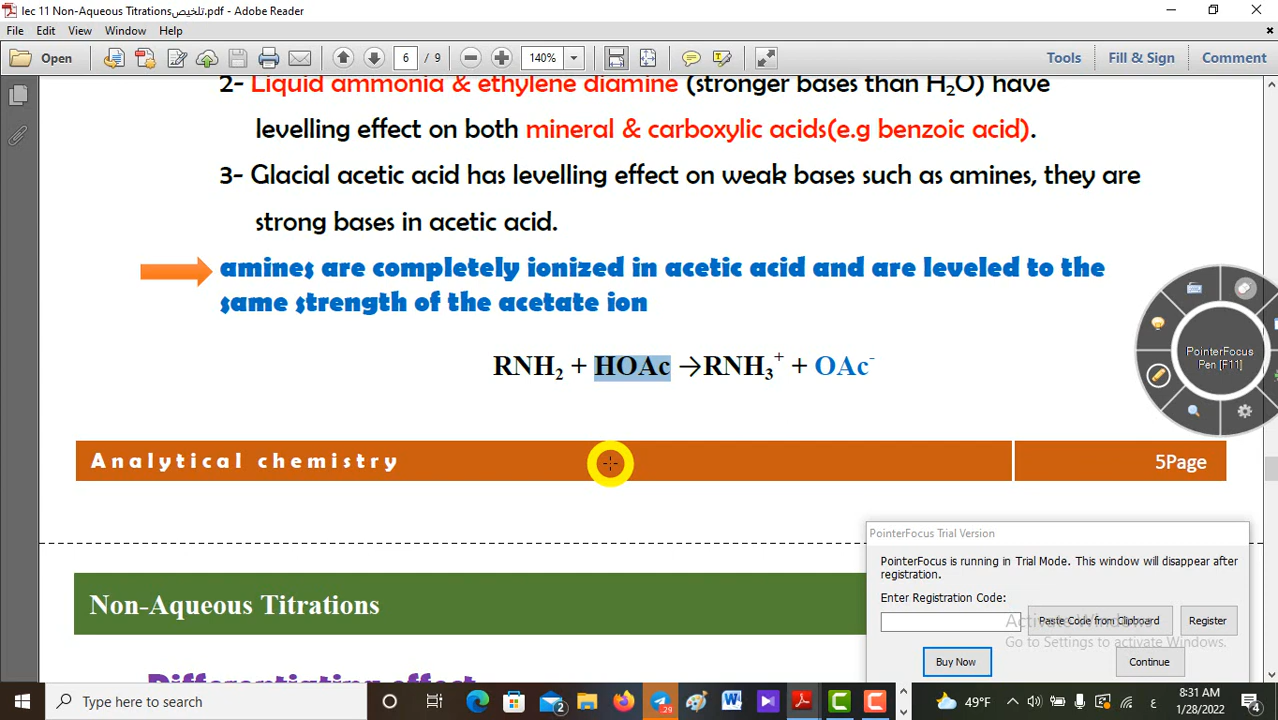 lec 11 Non-Aqueous Titrationsتلخيص.pdf - Adobe Reader
File Edit View Window Help
Open 6 / 9 140% Tools Fill & Sign Comment
2- Liquid ammonia & ethylene diamine (stronger bases than H₂O) have
levelling effect on both mineral & carboxylic acids(e.g benzoic acid).
3- Glacial acetic acid has levelling effect on weak bases such as amines, they are
strong bases in acetic acid.
amines are completely ionized in acetic acid and are leveled to the
same strength of the acetate ion
RNH₂ + HOAc →RNH₃⁺ + OAc⁻
PointerFocus
Pen [F11]
Analytical chemistry 5Page
Non-Aqueous Titrations
Differentiating effect
PointerFocus Trial Version
PointerFocus is running in Trial Mode. This window will disappear after
registration.
Enter Registration Code:
Paste Code from Clipboard Register
Activate Windows
Go to Settings to activate Windows.
Buy Now Continue
Type here to search 2 29 49°F ع 8:31 AM
1/28/2022 4